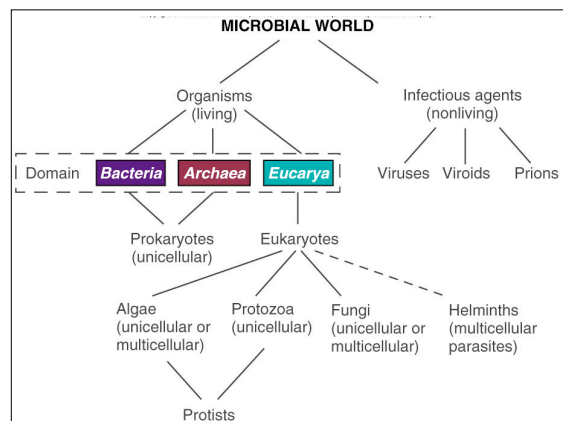 MICROBIAL WORLD
Organisms
(living)
Infectious agents
(nonliving)
Domain Bacteria Archaea Eucarya
Viruses Viroids Prions
Prokaryotes
(unicellular)
Eukaryotes
Algae
(unicellular or
multicellular)
Protozoa
(unicellular)
Fungi
(unicellular or
multicellular)
Helminths
(multicellular
parasites)
Protists